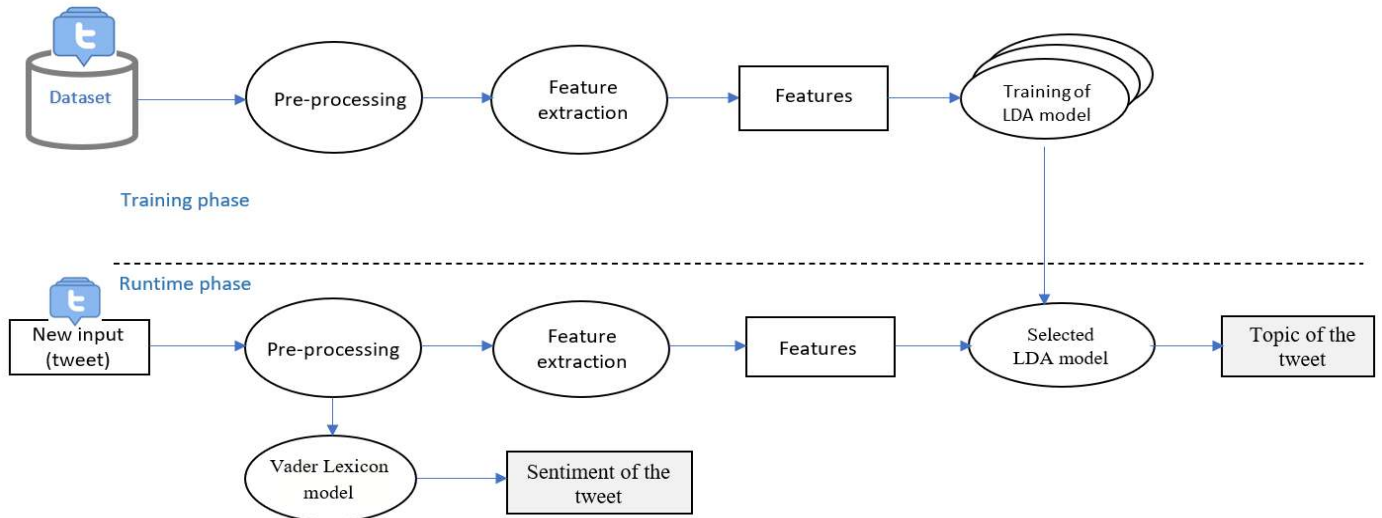 Dataset
Pre-processing
Feature
extraction
Features
Training of
LDA model
Training phase
Runtime phase
New input
(tweet)
Pre-processing
Feature
extraction
Features
Selected
LDA model
Topic of the
tweet
Vader Lexicon
model
Sentiment of the
tweet